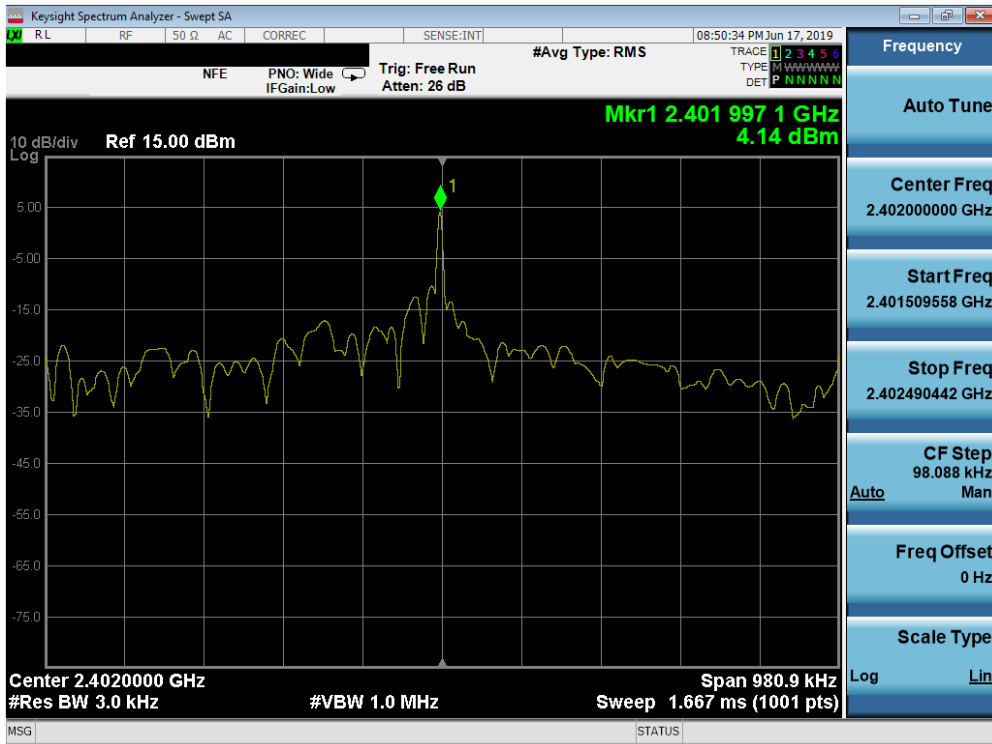 Keysight Spectrum Analyzer - Swept SA
LXI RL RF 50 Ω AC CORREC SENSE:INT 08:50:34 PM Jun 17, 2019
NFE PNO: Wide IFGain:Low
Trig: Free Run
Atten: 26 dB
#Avg Type: RMS
TRACE 1 2 3 4 5 6
TYPE M WWWWW
DET P N N N N N
Mkr1 2.401 997 1 GHz
4.14 dBm
10 dB/div Ref 15.00 dBm
Log
1
5.00
-5.00
-15.0
-25.0
-35.0
-45.0
-55.0
-65.0
-75.0
Center 2.4020000 GHz Span 980.9 kHz
#Res BW 3.0 kHz #VBW 1.0 MHz Sweep 1.667 ms (1001 pts)
MSG STATUS
Frequency
Auto Tune
Center Freq
2.402000000 GHz
Start Freq
2.401509558 GHz
Stop Freq
2.402490442 GHz
CF Step
98.088 kHz
Auto Man
Freq Offset
0 Hz
Scale Type
Log Lin